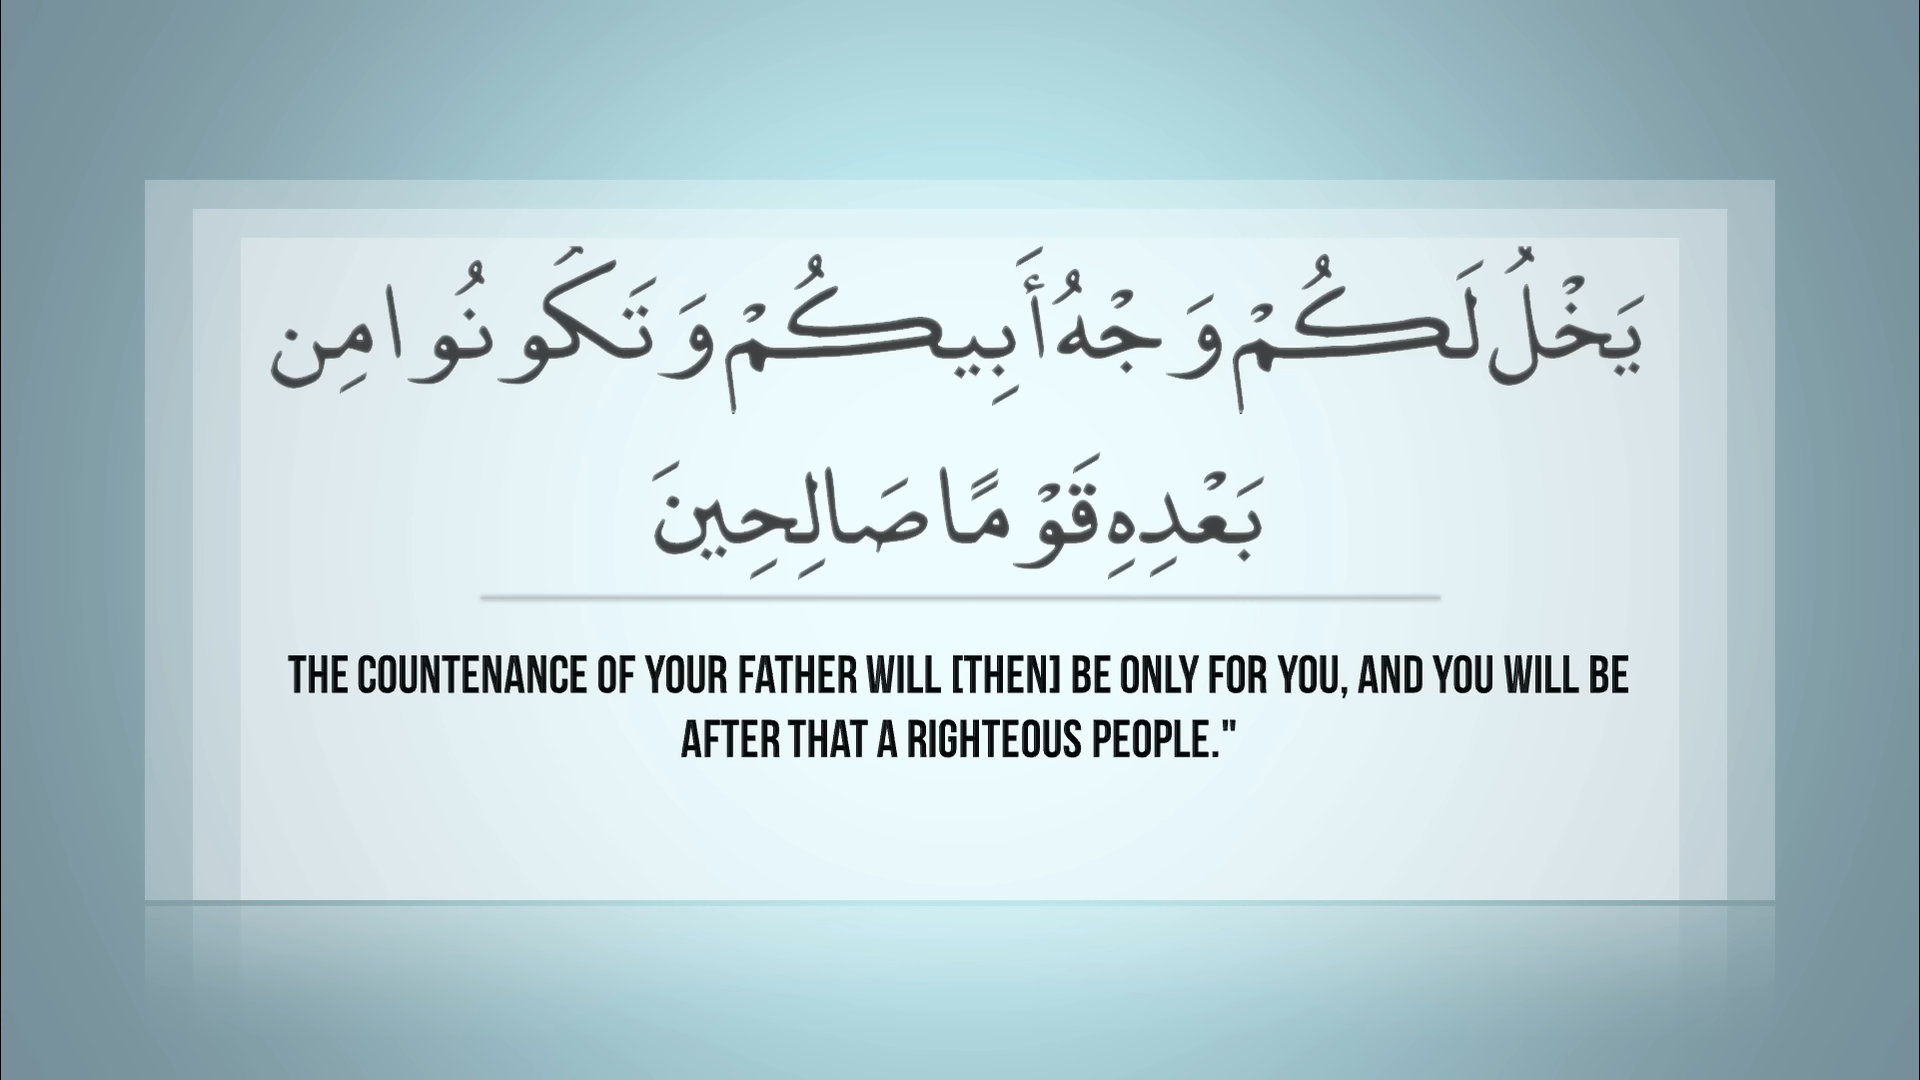 يَخْلُ لَكُمْ وَجْهُ أَبِيكُمْ وَتَكُونُوا مِن
بَعْدِهِ قَوْمًا صَالِحِينَ
THE COUNTENANCE OF YOUR FATHER WILL [THEN] BE ONLY FOR YOU, AND YOU WILL BE
AFTER THAT A RIGHTEOUS PEOPLE."